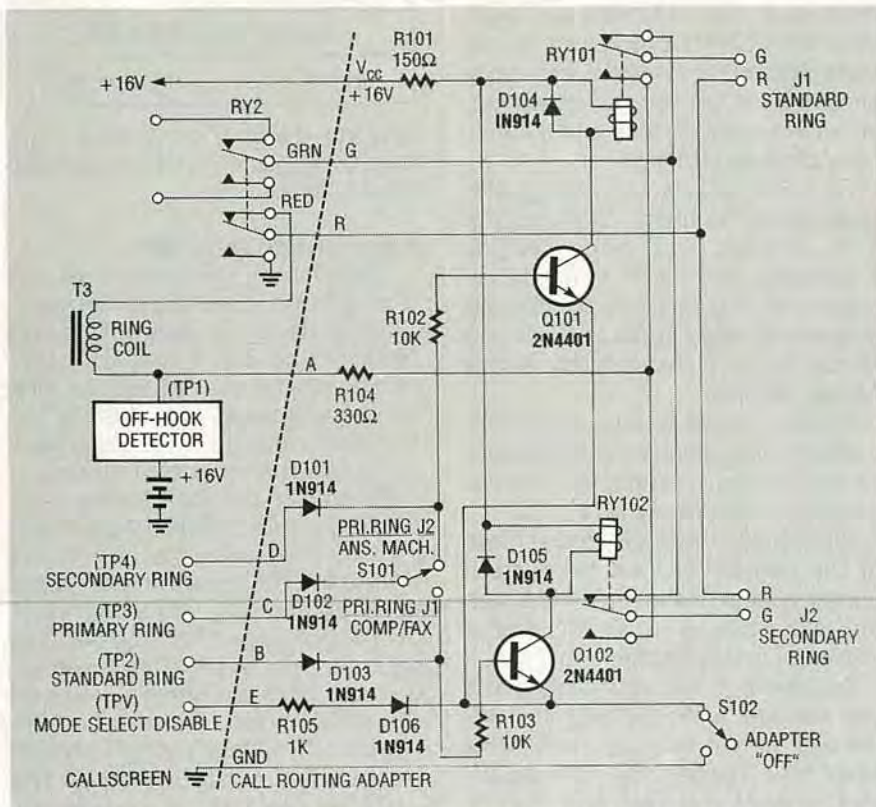 R101
150Ω
VCC
+16V
+16V
RY101
G
R
J1
STANDARD
RING
RY2
D104
IN914
GRN
G
RED
R
T3
RING
COIL
R102
10K
Q101
2N4401
(TP1)
A
R104
330Ω
OFF-HOOK
DETECTOR
+16V
D101
1N914
RY102
PRI.RING J2
ANS. MACH.
S101
D105
1N914
(TP4)
SECONDARY RING
D
(TP3)
PRIMARY RING
C
D102
1N914
PRI.RING J1
COMP/FAX
R
G
J2
SECONDARY
RING
(TP2)
STANDARD RING
B
D103
1N914
Q102
2N4401
(TPV)
MODE SELECT DISABLE
E
R105
1K
D106
1N914
R103
10K
S102
ADAPTER
"OFF"
GND
CALLSCREEN
CALL ROUTING ADAPTER